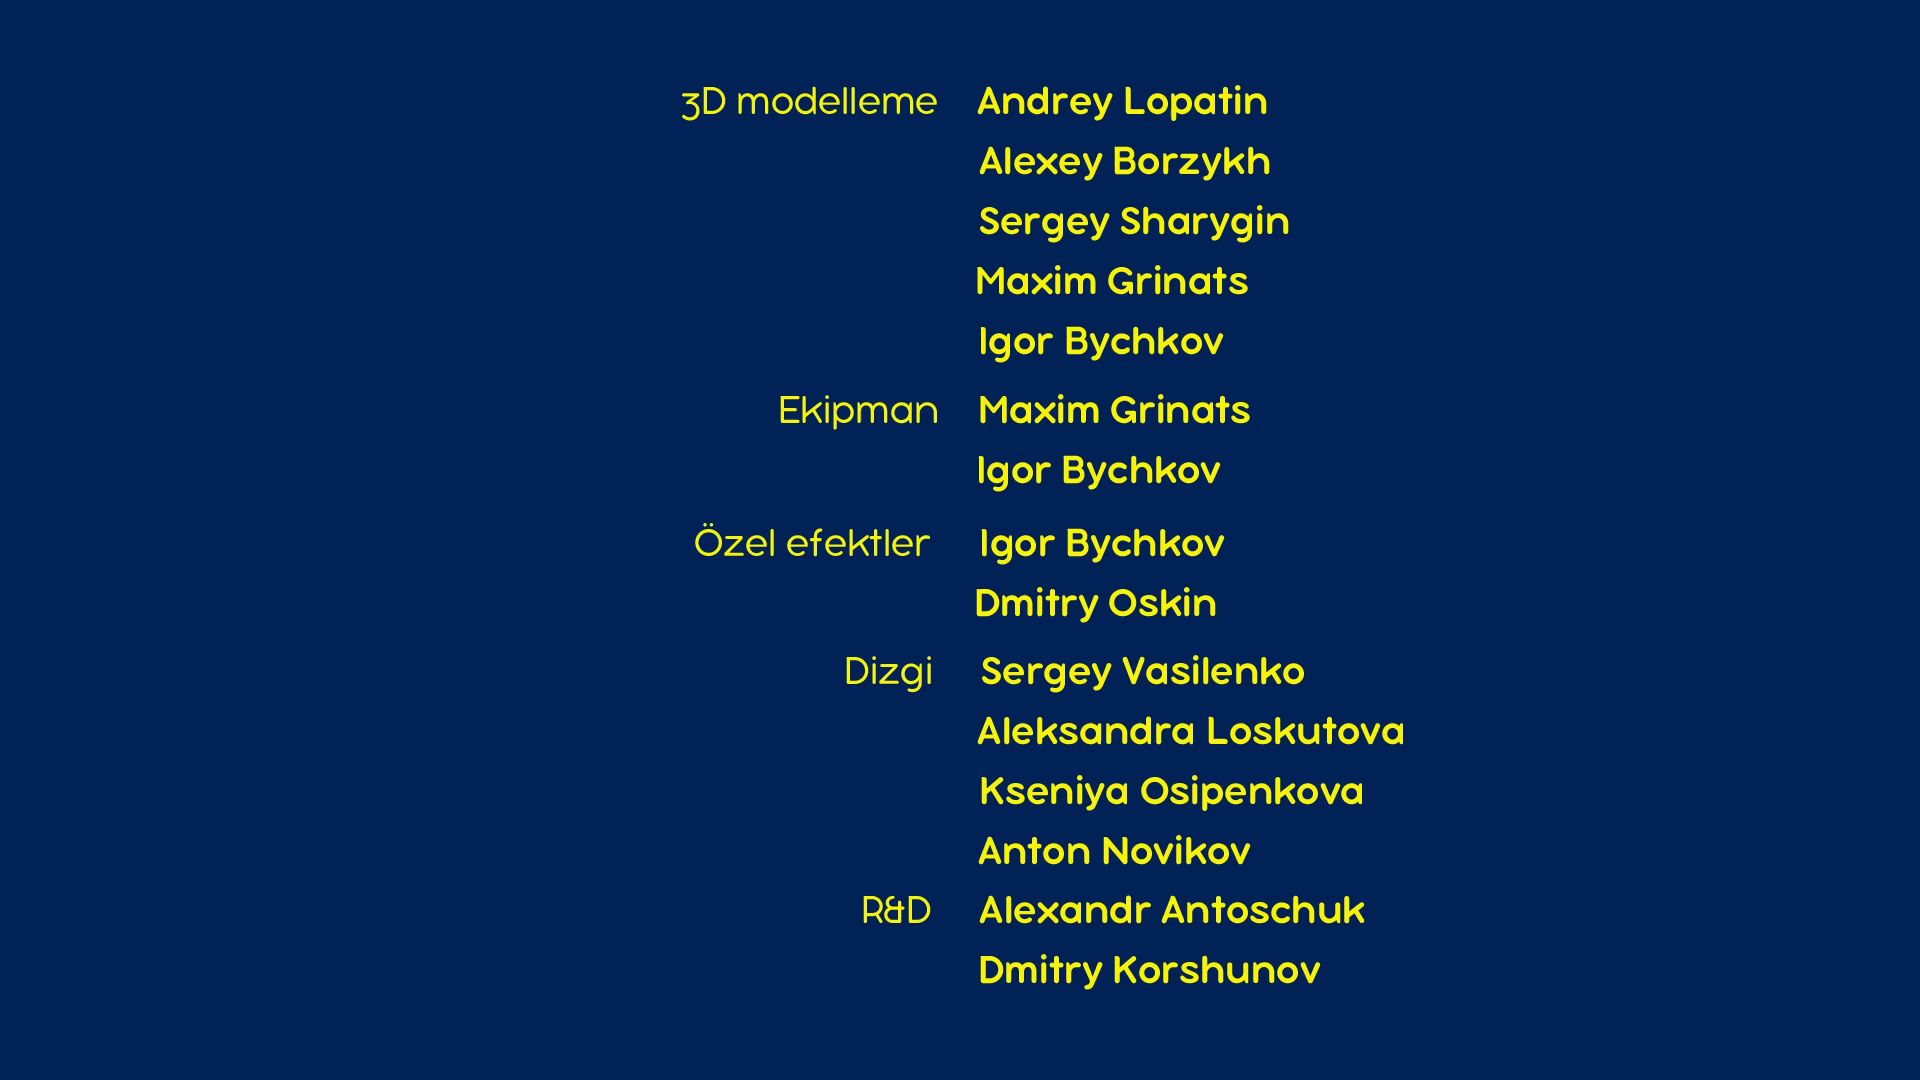 3D modelleme Andrey Lopatin
Alexey Borzykh
Sergey Sharygin
Maxim Grinats
Igor Bychkov
Ekipman Maxim Grinats
Igor Bychkov
Özel efektler Igor Bychkov
Dmitry Oskin
Dizgi Sergey Vasilenko
Aleksandra Loskutova
Kseniya Osipenkova
Anton Novikov
R&D Alexandr Antoschuk
Dmitry Korshunov